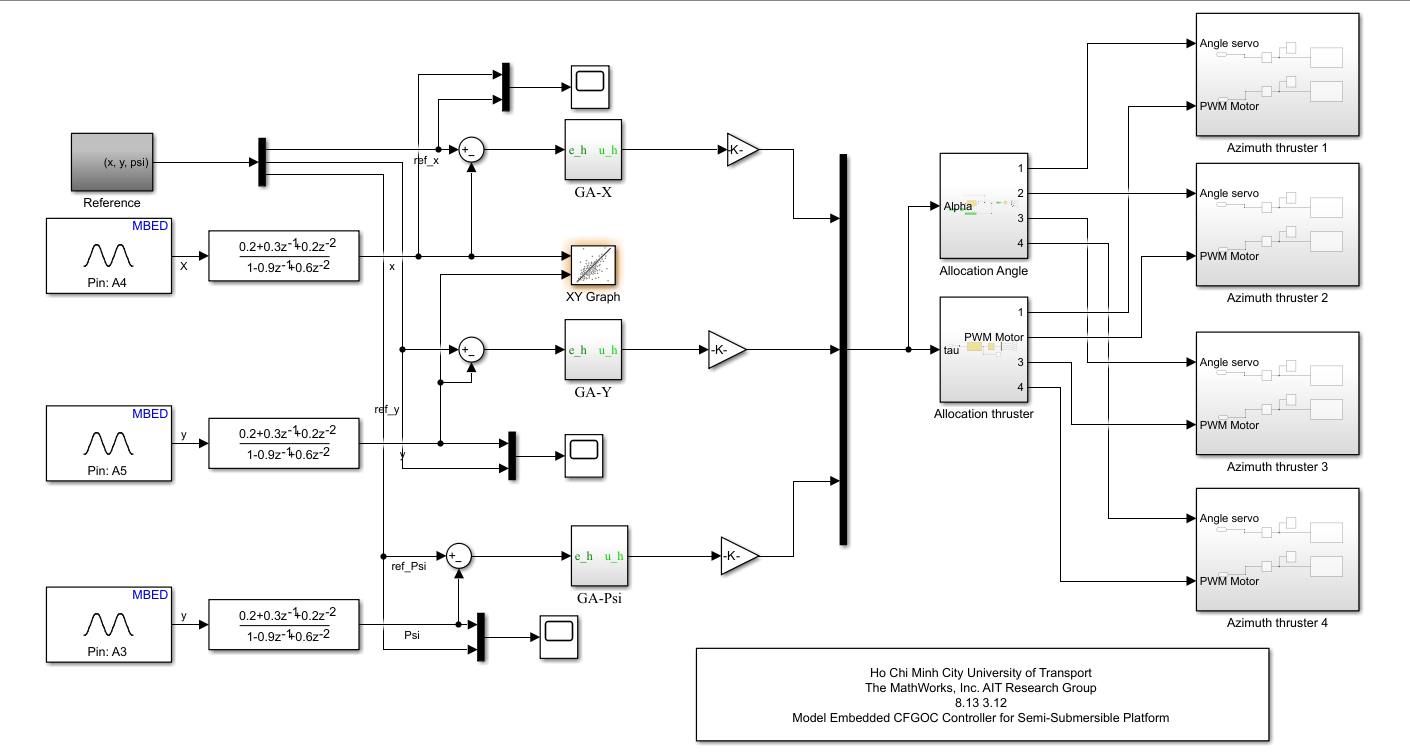 (x, y, psi)
Reference
MBED
Pin: A4
X
0.2+0.3z-1+0.2z-2
1-0.9z-1+0.6z-2
x
ref_x
+
_
e_h u_h
GA-X
-K-
XY Graph
+
_
e_h u_h
GA-Y
-K-
ref_y
y
MBED
Pin: A5
y
0.2+0.3z-1+0.2z-2
1-0.9z-1+0.6z-2
+
_
ref_Psi
e_h u_h
GA-Psi
-K-
MBED
Pin: A3
y
0.2+0.3z-1+0.2z-2
1-0.9z-1+0.6z-2
Psi
Alpha
1
2
3
4
Allocation Angle
tau
1
PWM Motor
3
4
Allocation thruster
Angle servo
PWM Motor
Azimuth thruster 1
Angle servo
PWM Motor
Azimuth thruster 2
Angle servo
PWM Motor
Azimuth thruster 3
Angle servo
PWM Motor
Azimuth thruster 4
Ho Chi Minh City University of Transport
The MathWorks, Inc. AIT Research Group
8.13 3.12
Model Embedded CFGOC Controller for Semi-Submersible Platform